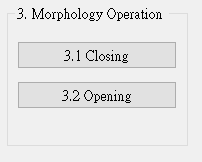 3. Morphology Operation
3.1 Closing
3.2 Opening